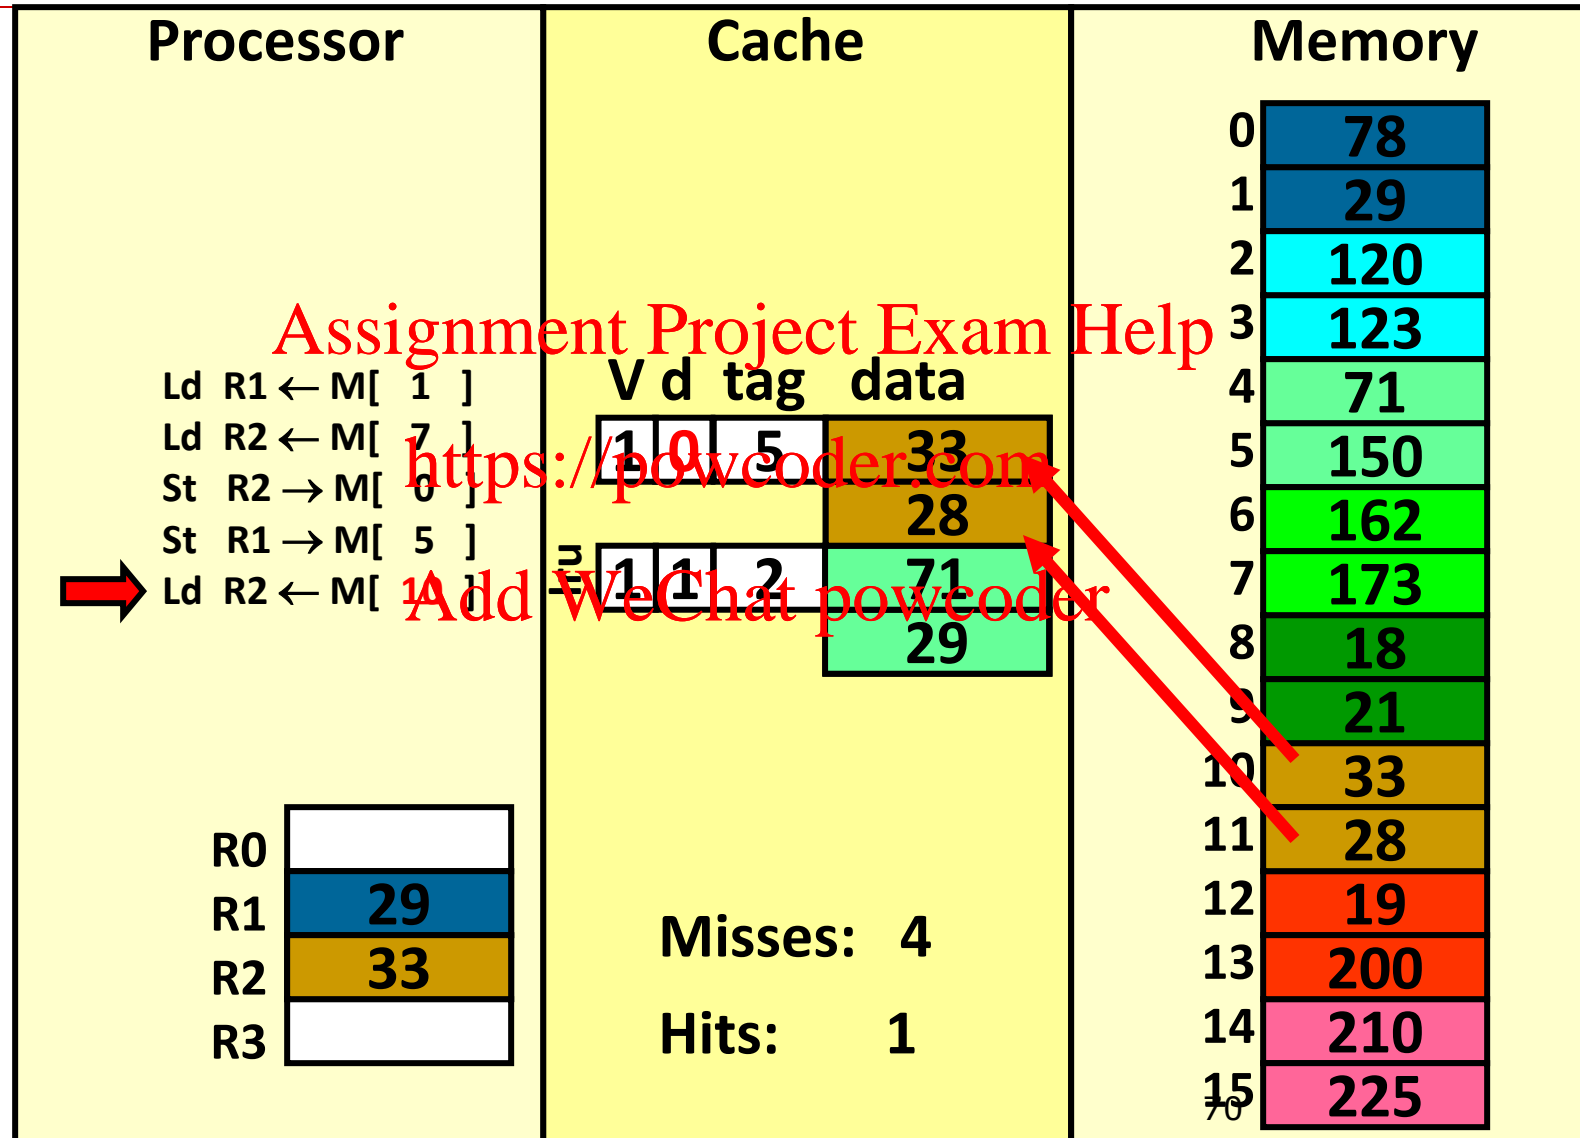 Processor
Cache
Memory
Assignment Project Exam Help
https://powcoder.com
Add WeChat powcoder
Ld R1 ← M[ 1 ]
Ld R2 ← M[ 7 ]
St R2 → M[ 0 ]
St R1 → M[ 5 ]
Ld R2 ← M[ 10 ]
R0
R1 29
R2 33
R3
V d tag data
1 0 5 33
28
lru 1 1 2 71
29
Misses: 4
Hits: 1
0 78
1 29
2 120
3 123
4 71
5 150
6 162
7 173
8 18
9 21
10 33
11 28
12 19
13 200
14 210
15 225
70